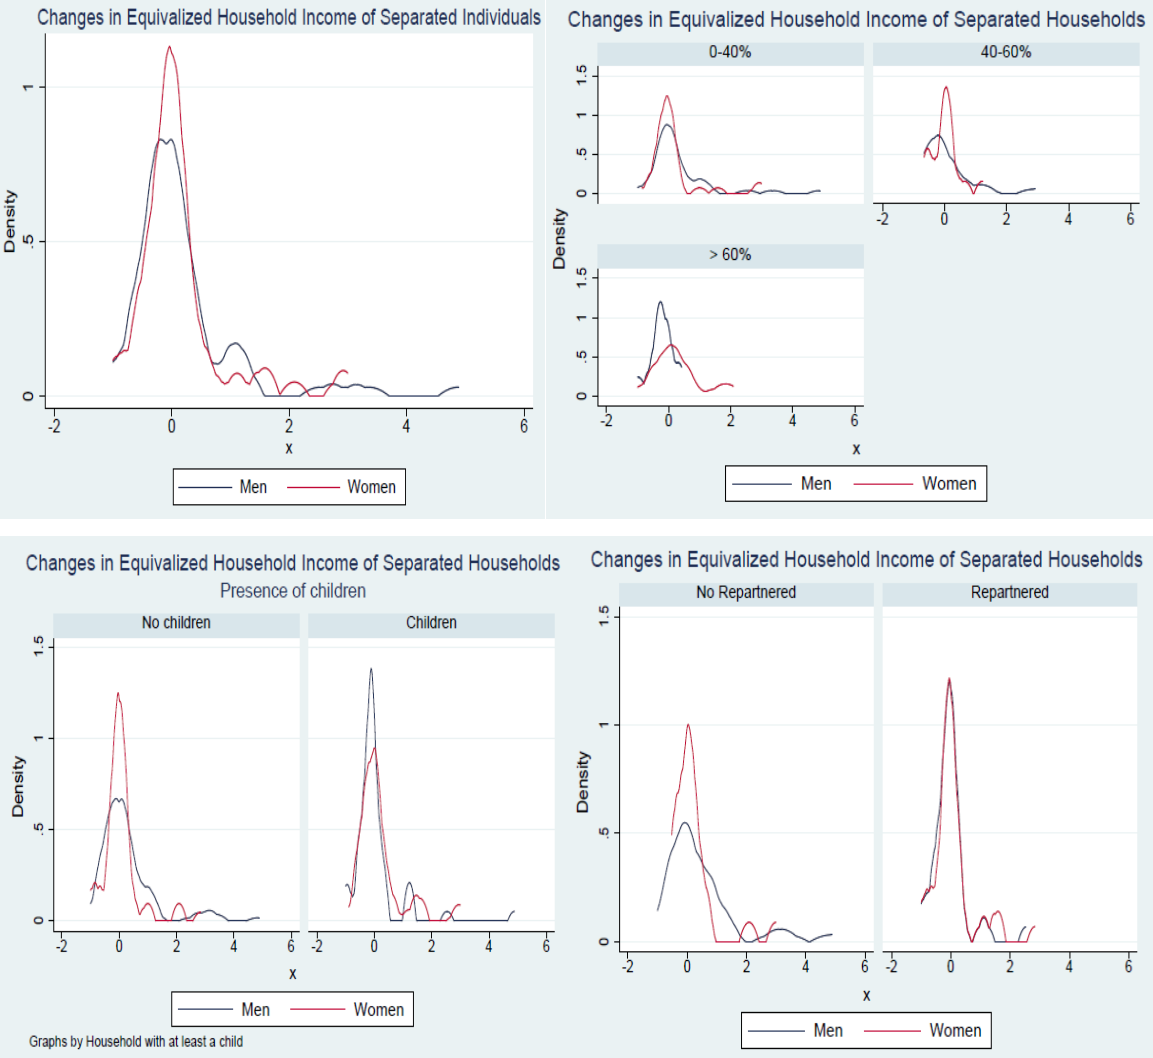 Changes in Equivalized Household Income of Separated Individuals
1
.5
0
Density
-2 0 2 4 6
x
Men Women
Changes in Equivalized Household Income of Separated Households
0-40% 40-60%
1.5
1
.5
0
-2 0 2 4 6
> 60%
1.5
1
.5
0
Density
-2 0 2 4 6
x
Men Women
Changes in Equivalized Household Income of Separated Households
Presence of children
No children Children
1.5
1
.5
0
Density
-2 0 2 4 6 -2 0 2 4 6
x
Men Women
Graphs by Household with at least a child
Changes in Equivalized Household Income of Separated Households
No Repartnered Repartnered
1.5
1
.5
0
Density
-2 0 2 4 6 -2 0 2 4 6
x
Men Women